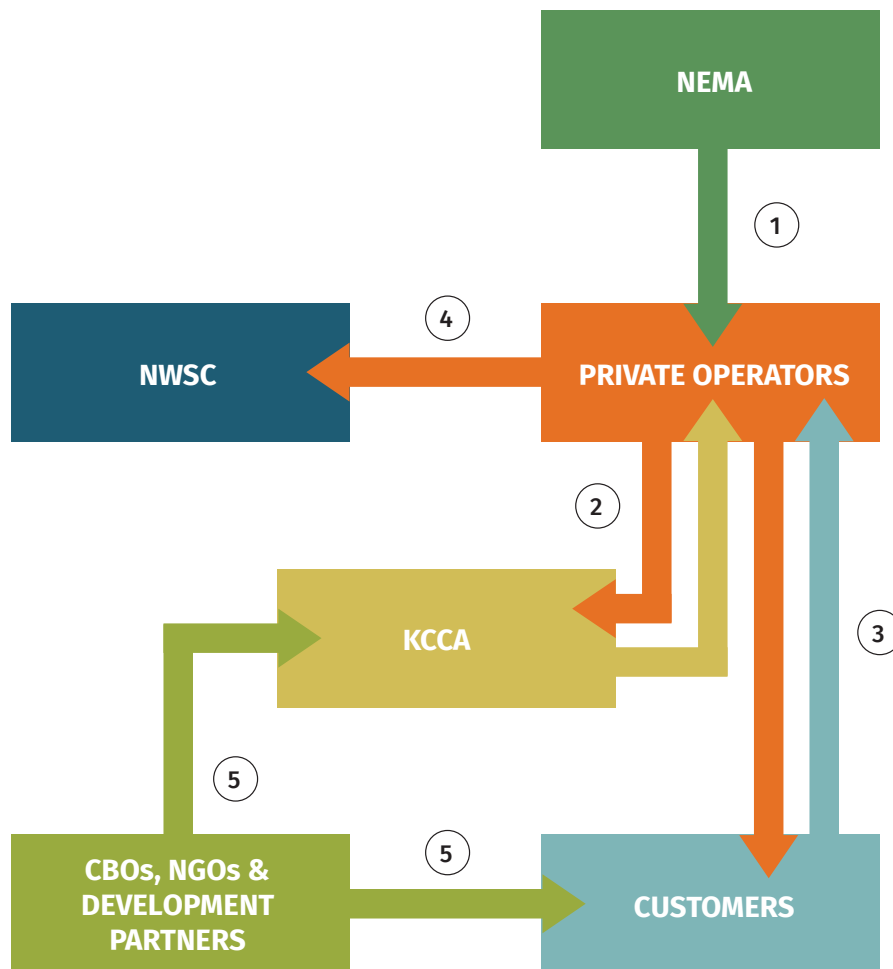 NEMA
1
4
NWSC
PRIVATE OPERATORS
2
KCCA
3
5
5
CBOs, NGOs &
DEVELOPMENT
PARTNERS
CUSTOMERS